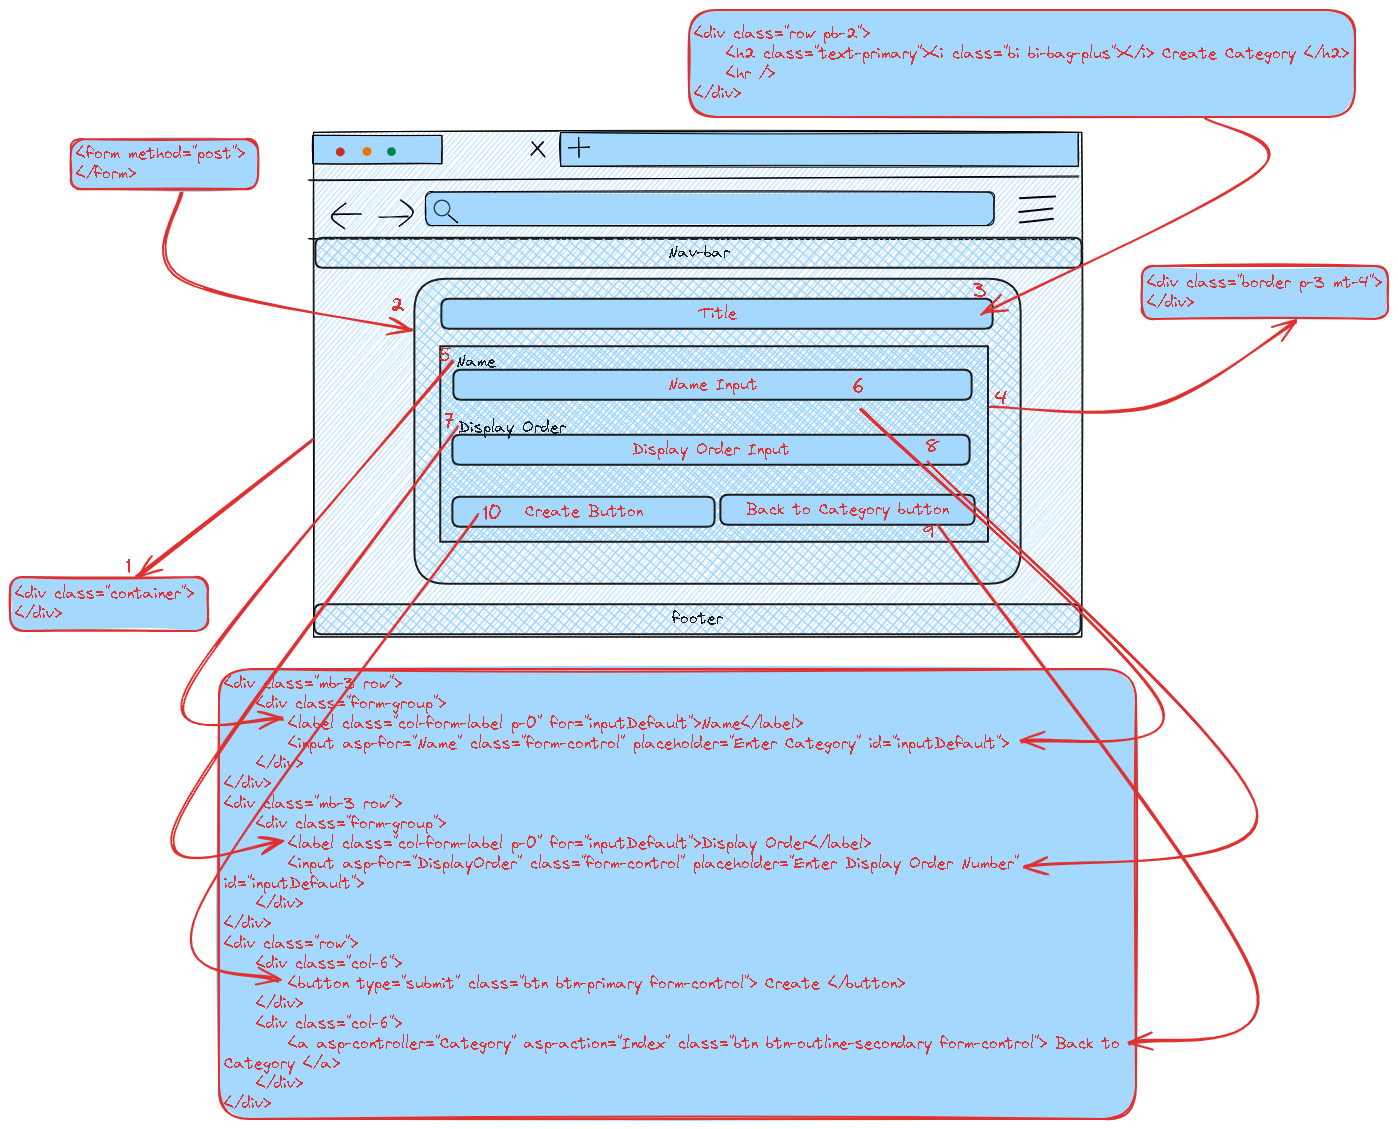 <div class="row pb-2">
<h2 class="text-primary"><i class="bi bi-bag-plus"></i> Create Category </h2>
<hr />
</div>
<form method="post">
</form>
Nav-bar
<div class="border p-3 mt-4">
</div>
2
3
Title
5
Name
Name Input
6
4
7
Display Order
Display Order Input
8
10
Create Button
Back to Category button
9
1
<div class="container">
</div>
footer
<div class="mb-3 row">
<div class="form-group">
<label class="col-form-label p-0" for="inputDefault">Name</label>
<input asp-for="Name" class="form-control" placeholder="Enter Category" id="inputDefault">
</div>
</div>
<div class="mb-3 row">
<div class="form-group">
<label class="col-form-label p-0" for="inputDefault">Display Order</label>
<input asp-for="DisplayOrder" class="form-control" placeholder="Enter Display Order Number"
id="inputDefault">
</div>
</div>
<div class="row">
<div class="col-6">
<button type="submit" class="btn btn-primary form-control"> Create </button>
</div>
<div class="col-6">
<a asp-controller="Category" asp-action="Index" class="btn btn-outline-secondary form-control"> Back to
Category </a>
</div>
</div>